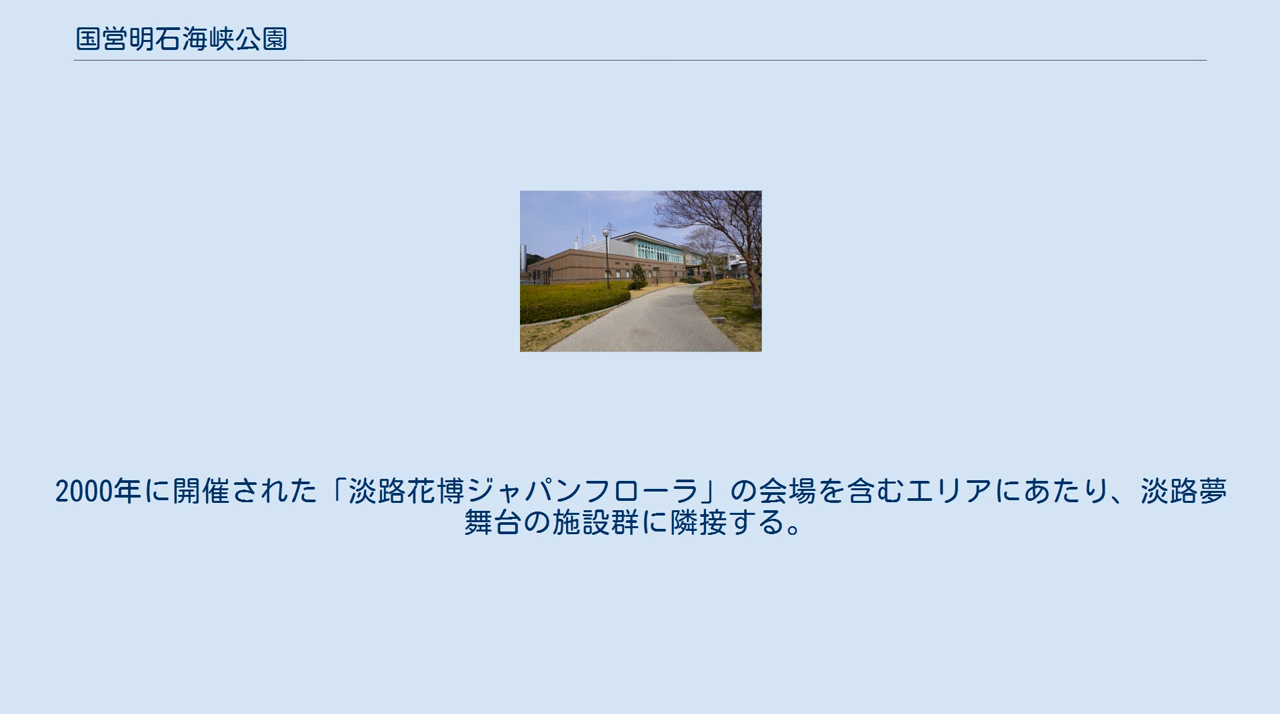 国営明石海峡公園
2000年に開催された「淡路花博ジャパンフローラ」の会場を含むエリアにあたり、淡路夢
舞台の施設群に隣接する。